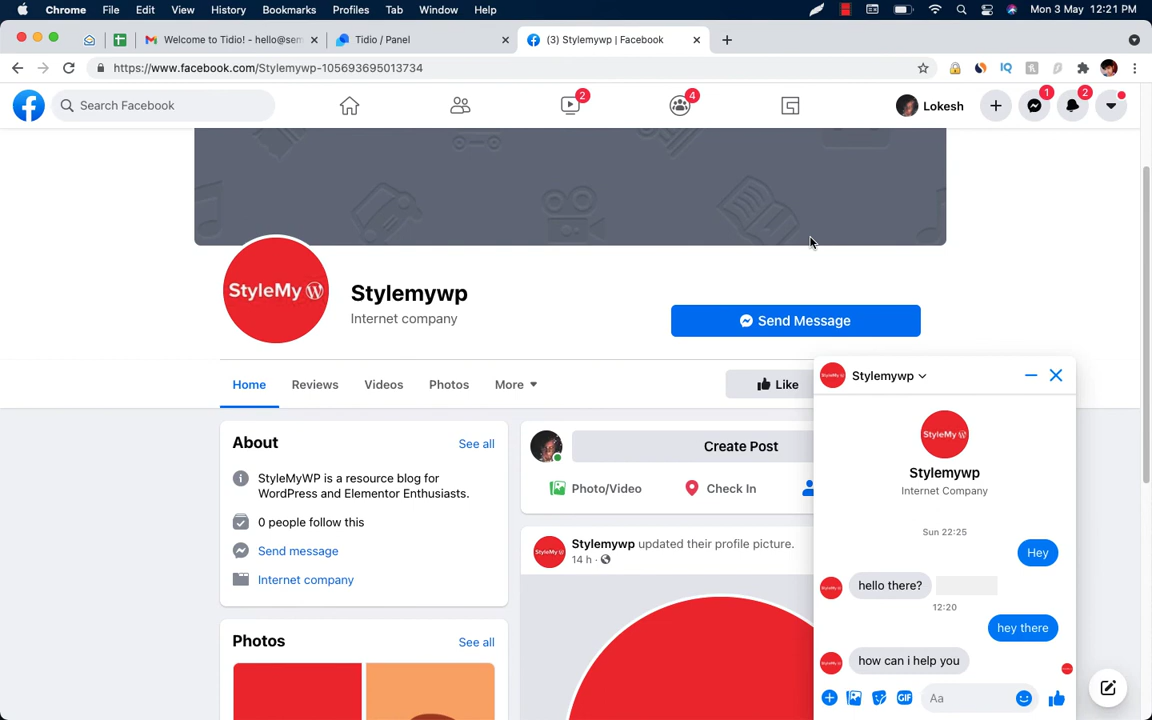 Chrome File Edit View History Bookmarks Profiles Tab Window Help Mon 3 May 12:21 PM
Welcome to Tidio! - hello@sem Tidio / Panel (3) Stylemywp | Facebook
https://www.facebook.com/Stylemywp-105693695013734 IQ
Search Facebook 2 4 Lokesh 1 2
StyleMy W
Stylemywp
Internet company
Send Message
Home Reviews Videos Photos More Like
About See all
StyleMyWP is a resource blog for
WordPress and Elementor Enthusiasts.
0 people follow this
Send message
Internet company
Photos See all
Create Post
Photo/Video Check In
StyleMy W
Stylemywp updated their profile picture.
14 h ·
Stylemywp
StyleMy W
Stylemywp
Internet Company
Sun 22:25
Hey
hello there?
12:20
hey there
how can i help you
GIF Aa